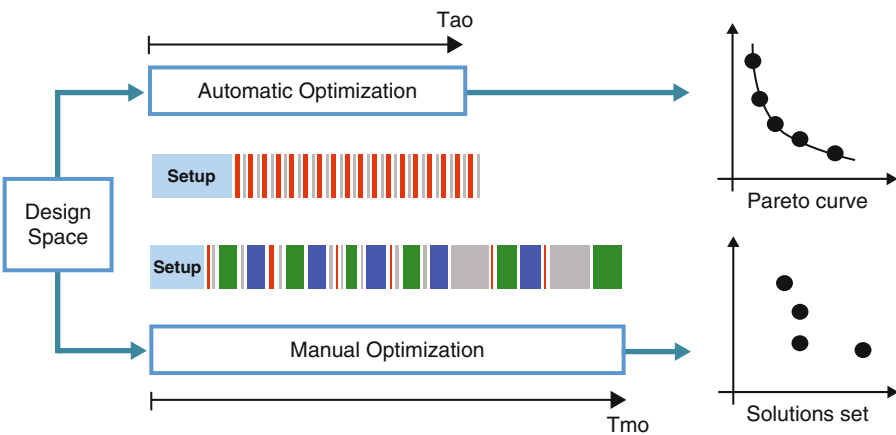 Tao
Automatic Optimization
Setup
Pareto curve
Design
Space
Setup
Manual Optimization
Solutions set
Tmo